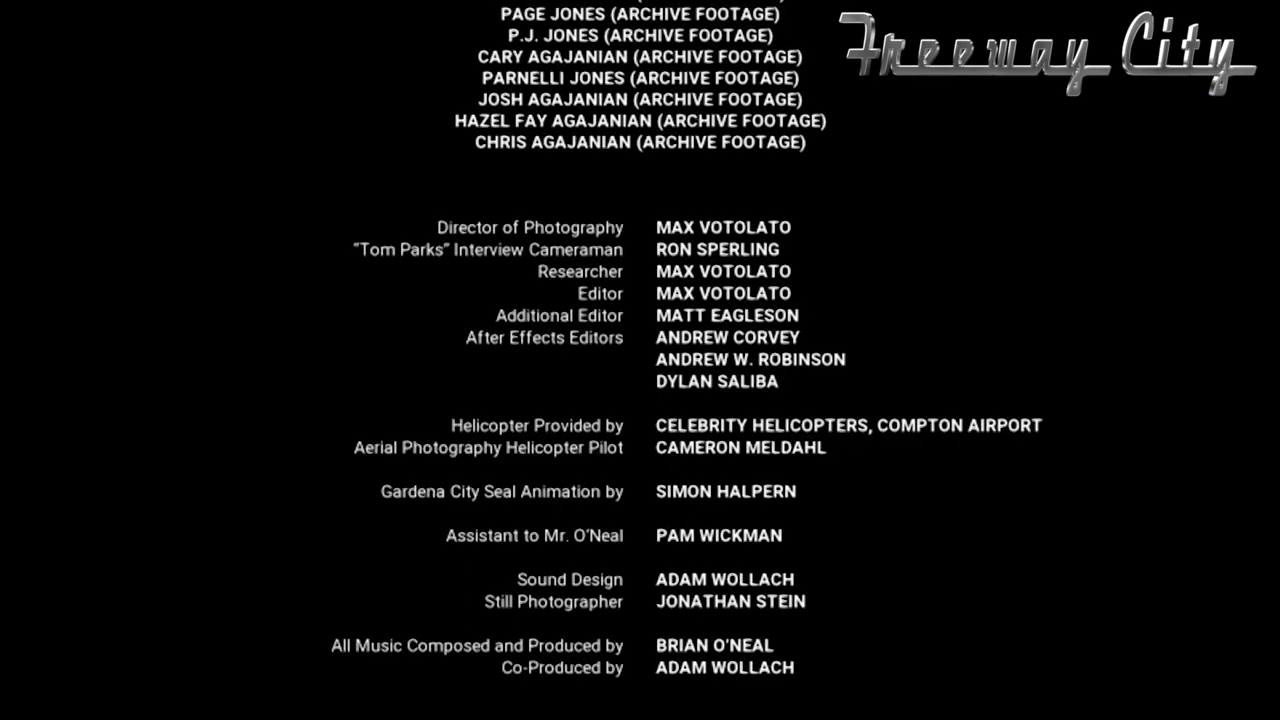 PAGE JONES (ARCHIVE FOOTAGE)
P.J. JONES (ARCHIVE FOOTAGE)
CARY AGAJANIAN (ARCHIVE FOOTAGE)
PARNELLI JONES (ARCHIVE FOOTAGE)
JOSH AGAJANIAN (ARCHIVE FOOTAGE)
HAZEL FAY AGAJANIAN (ARCHIVE FOOTAGE)
CHRIS AGAJANIAN (ARCHIVE FOOTAGE)
Freeway City
Director of Photography MAX VOTOLATO
“Tom Parks” Interview Cameraman RON SPERLING
Researcher MAX VOTOLATO
Editor MAX VOTOLATO
Additional Editor MATT EAGLESON
After Effects Editors ANDREW CORVEY
ANDREW W. ROBINSON
DYLAN SALIBA
Helicopter Provided by CELEBRITY HELICOPTERS, COMPTON AIRPORT
Aerial Photography Helicopter Pilot CAMERON MELDAHL
Gardena City Seal Animation by SIMON HALPERN
Assistant to Mr. O’Neal PAM WICKMAN
Sound Design ADAM WOLLACH
Still Photographer JONATHAN STEIN
All Music Composed and Produced by BRIAN O’NEAL
Co-Produced by ADAM WOLLACH